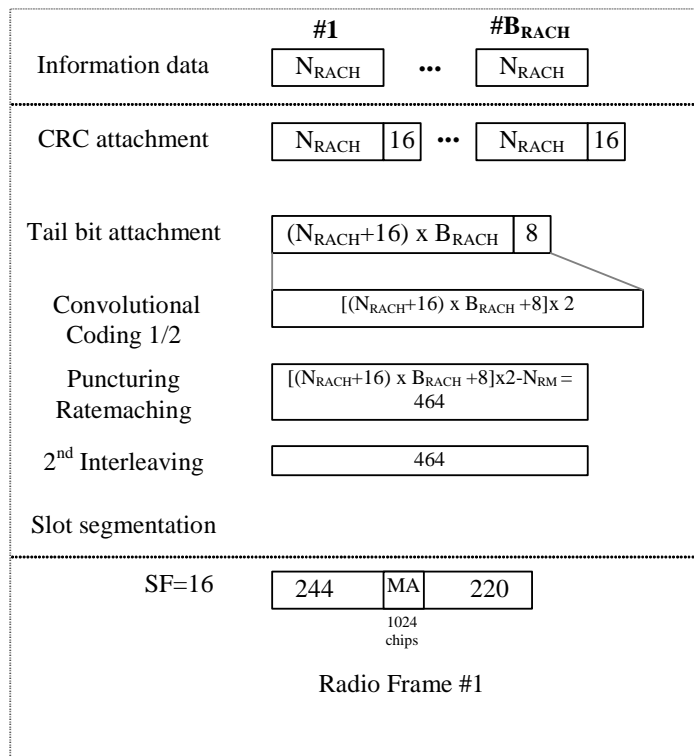 #1 #B_RACH
Information data N_RACH ... N_RACH
CRC attachment N_RACH 16 ... N_RACH 16
Tail bit attachment (N_RACH+16) x B_RACH 8
Convolutional
Coding 1/2
[(N_RACH+16) x B_RACH +8]x 2
Puncturing
Ratemaching
[(N_RACH+16) x B_RACH +8]x2-N_RM =
464
2nd Interleaving 464
Slot segmentation
SF=16 244 MA 220
1024
chips
Radio Frame #1